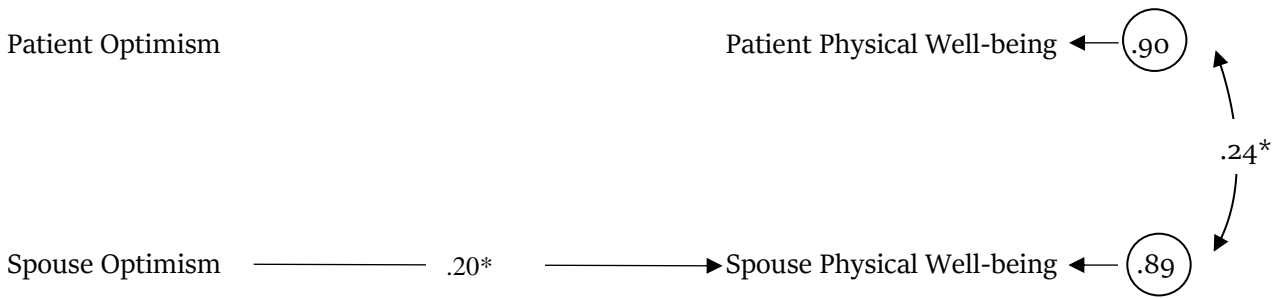 Patient Optimism Patient Physical Well-being .90
.24*
Spouse Optimism .20* Spouse Physical Well-being .89